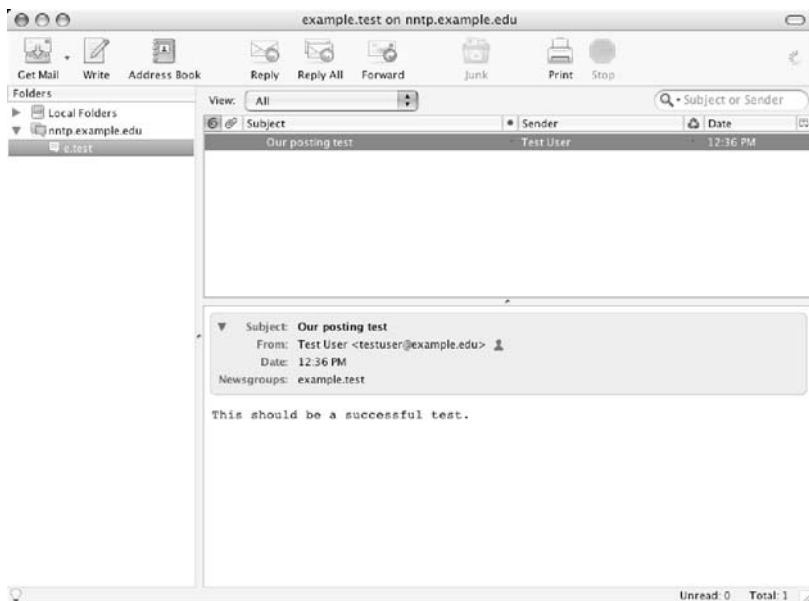 example.test on nntp.example.edu
Get Mail Write Address Book Reply Reply All Forward Junk Print Stop
Folders
Local Folders
nntp.example.edu
e.test
View: All Subject or Sender
Subject Sender Date
Our posting test Test User 12:36 PM
Subject: Our posting test
From: Test User <testuser@example.edu>
Date: 12:36 PM
Newsgroups: example.test
This should be a successful test.
Unread: 0 Total: 1